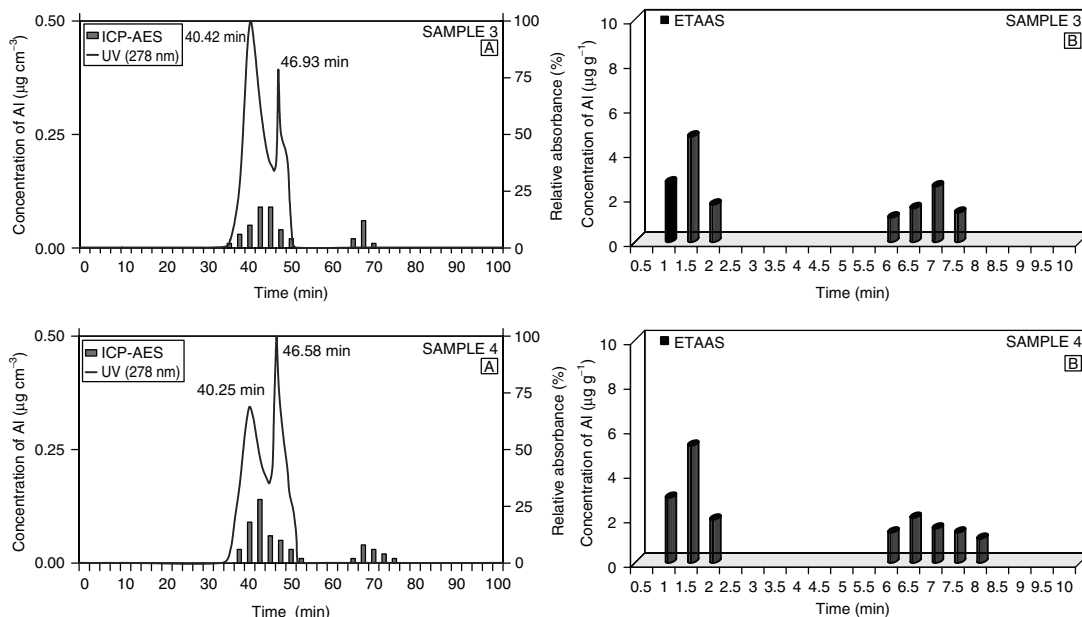 0.50
0.25
0.00
Concentration of Al (µg cm⁻³)
ICP-AES
UV (278 nm)
40.42 min
46.93 min
SAMPLE 3
A
100
75
50
25
0
Relative absorbance (%)
0 10 20 30 40 50 60 70 80 90 100
Time (min)
10
8
6
4
2
0
Concentration of Al (µg g⁻¹)
ETAAS
SAMPLE 3
B
0.5 1 1.5 2 2.5 3 3.5 4 4.5 5 5.5 6 6.5 7 7.5 8 8.5 9 9.5 10
Time (min)
0.50
0.25
0.00
Concentration of Al (µg cm⁻³)
ICP-AES
UV (278 nm)
40.25 min
46.58 min
SAMPLE 4
A
100
75
50
25
0
Relative absorbance (%)
0 10 20 30 40 50 60 70 80 90 100
Time (min)
10
8
6
4
2
0
Concentration of Al (µg g⁻¹)
ETAAS
SAMPLE 4
B
0.5 1 1.5 2 2.5 3 3.5 4 4.5 5 5.5 6 6.5 7 7.5 8 8.5 9 9.5 10
Time (min)